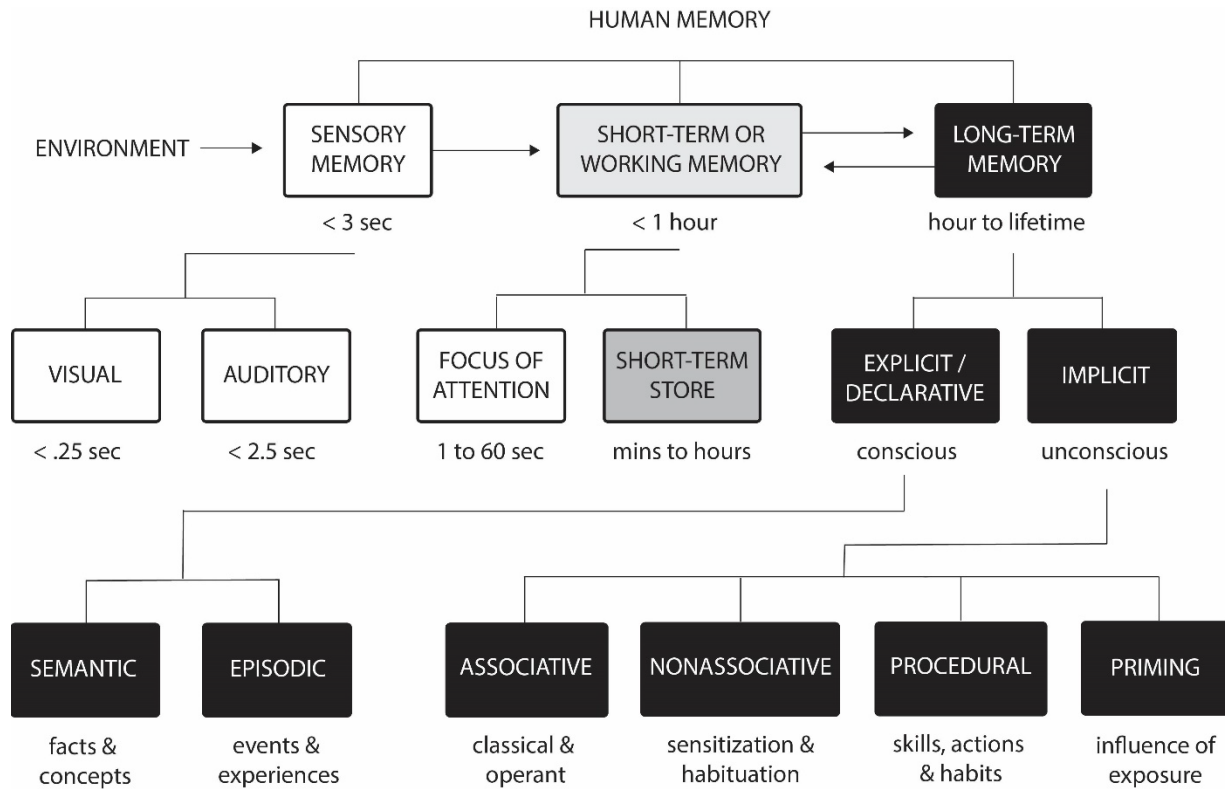 HUMAN MEMORY
ENVIRONMENT
SENSORY
MEMORY
SHORT-TERM OR
WORKING MEMORY
LONG-TERM
MEMORY
< 3 sec
< 1 hour
hour to lifetime
VISUAL
AUDITORY
FOCUS OF
ATTENTION
SHORT-TERM
STORE
EXPLICIT /
DECLARATIVE
IMPLICIT
< .25 sec
< 2.5 sec
1 to 60 sec
mins to hours
conscious
unconscious
SEMANTIC
EPISODIC
ASSOCIATIVE
NONASSOCIATIVE
PROCEDURAL
PRIMING
facts &
concepts
events &
experiences
classical &
operant
sensitization &
habituation
skills, actions
& habits
influence of
exposure